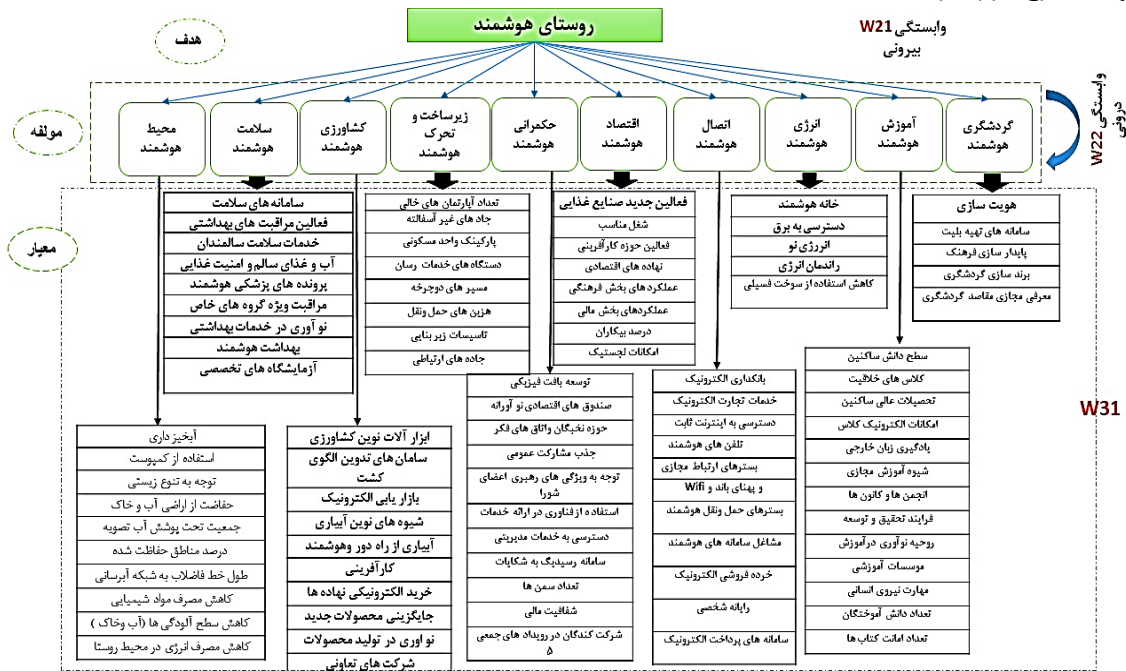 روستای هوشمند
هدف
وابستگی W21
بیرونی
وابستگی
درونی
W22
مولفه
گردشگری
هوشمند
آموزش
هوشمند
انرژی
هوشمند
اتصال
هوشمند
اقتصاد
هوشمند
حکمرانی
هوشمند
زیرساخت و
تحرک
هوشمند
کشاورزی
هوشمند
سلامت
هوشمند
محیط
هوشمند
معیار
W31
هویت سازی
سامانه های تهیه بلیت
پایدار سازی فرهنگ
برند سازی گردشگری
معرفی مجازی مقاصد گردشگری
سطح دانش ساکنین
کلاس های خلاقیت
تحصیلات عالی ساکنین
امکانات الکترونیک کلاس
یادگیری زبان خارجی
شیوه آموزش مجازی
انجمن ها و کانون ها
فرایند تحقیق و توسعه
روحیه نوآوری درآموزش
موسسات آموزشی
مهارت نیروی انسانی
تعداد دانش آموختگان
تعداد امانت کتاب ها
خانه هوشمند
دسترسی به برق
انررژی نو
راندمان انرژی
کاهش استفاده از سوخت فسیلی
بانکداری الکترونیک
خدمات تجارت الکترونیک
دسترسی به اینترنت ثابت
تلفن های هوشمند
بسترهای ارتباط مجازی
و پهنای باند و Wifi
بسترهای حمل ونقل هوشمند
مشاغل سامانه های هوشمند
خرده فروشی الکترونیک
رایانه شخصی
سامانه های پرداخت الکترونیک
فعالین جدید صنایع غذایی
شغل مناسب
فعالین حوزه کارآفرینی
نهاده های اقتصادی
عملکردهای بخش فرهنگی
عملکردهای بخش مالی
درصد بیکاران
امکانات لجستیک
توسعه بافت فیزیکی
صندوق های اقتصادی نو آورانه
حوزه نخبگان واتاق های فکر
جذب مشارکت عمومی
توجه به ویژگی های رهبری اعضای
شورا
استفاده از فناوری در ارائه خدمات
دسترسی به خدمات مدیریتی
سامانه رسیدیگ به شکایات
تعداد سمن ها
شفافیت مالی
شرکت کندگان در رویداد های جمعی
۵
تعداد آپارتمان های خالی
جاد های غیر آسفالته
پارکینک واحد مسکونی
دستگاه های خدمات رسان
مسیر های دوچرخه
هزین های حمل ونقل
تاسیسات زیر بنایی
جاده های ارتباطی
ابزار آلات نوین کشاورزی
سامان های تدوین الگوی
کشت
بازار یابی الکترونیک
شیوه های نوین آبیاری
آبیاری از راه دور وهوشمند
کارآفرینی
خرید الکترونیکی نهاده ها
جایگزینی محصولات جدید
نو اوری در تولید محصولات
شرکت های تعاونی
سامانه های سلامت
فعالین مراقبت های بهداشتی
خدمات سلامت سالمندان
آب و غذای سالم و امنیت غذایی
پرونده های پزشکی هوشمند
مراقبت ویژه گروه های خاص
نو آوری در خدمات بهداشتی
بهداشت هوشمند
آزمایشگاه های تخصصی
آبخیز داری
استفاده از کمپوست
توجه به تنوع زیستی
حفاضت از اراضی آب و خاک
جمعیت تحت پوشش آب تصویه
درصد مناطق حفاظت شده
طول خط فاضلاب به شبکه آبرسانی
کاهش مصرف مواد شیمیایی
کاهش سطح آلودگی ها (آب وخاک )
کاهش مصرف انرژی در محیط روستا